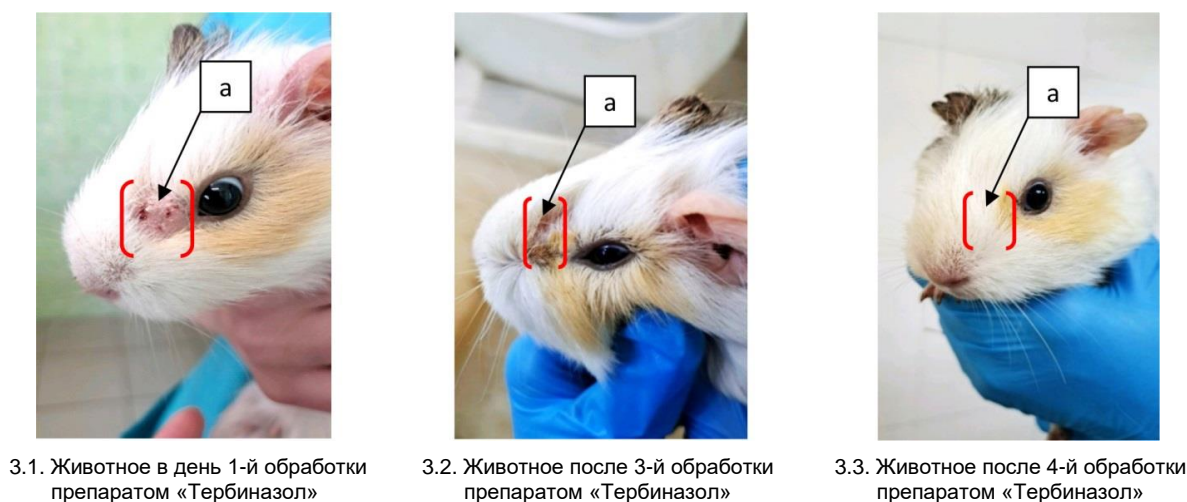 a
a
a
3.1. Животное в день 1-й обработки
препаратом «Тербиназол»
3.2. Животное после 3-й обработки
препаратом «Тербиназол»
3.3. Животное после 4-й обработки
препаратом «Тербиназол»